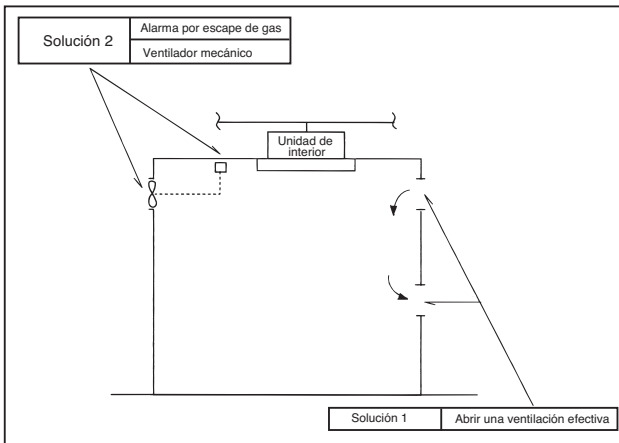 Solución 2
Alarma por escape de gas
Ventilador mecánico
Unidad de
interior
Solución 1
Abrir una ventilación efectiva